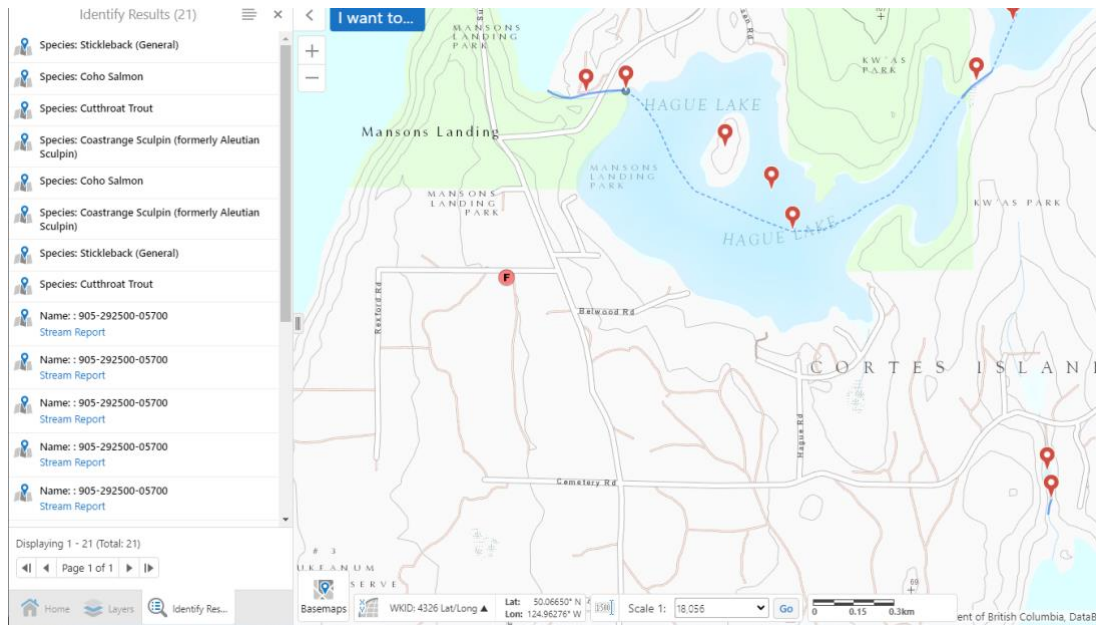 Identify Results (21)
Species: Stickleback (General)
Species: Coho Salmon
Species: Cutthroat Trout
Species: Coastrange Sculpin (formerly Aleutian
Sculpin)
Species: Coho Salmon
Species: Coastrange Sculpin (formerly Aleutian
Sculpin)
Species: Stickleback (General)
Species: Cutthroat Trout
Name: : 905-292500-05700
Stream Report
Name: : 905-292500-05700
Stream Report
Name: : 905-292500-05700
Stream Report
Name: : 905-292500-05700
Stream Report
Name: : 905-292500-05700
Stream Report
Displaying 1 - 21 (Total: 21)
Page 1 of 1
Home
Layers
Identify Res...
I want to...
MANSONS
LANDING
PARK
KW'AS
PARK
HAGUE LAKE
Mansons Landing
MANSONS
LANDING
PARK
MANSONS
LANDING
PARK
KW'AS PARK
HAGUE LAKE
F
Rexford Rd
Belwood Rd
CORTES ISLAN
Hague Rd
Cemetery Rd
# 3
UKEANUM
SERVE
69
Basemaps
WKID: 4326 Lat/Long
Lat: 50.06650° N
Lon: 124.96276° W
Scale 1: 18,056
Go
0 0.15 0.3km
ent of British Columbia, DataB